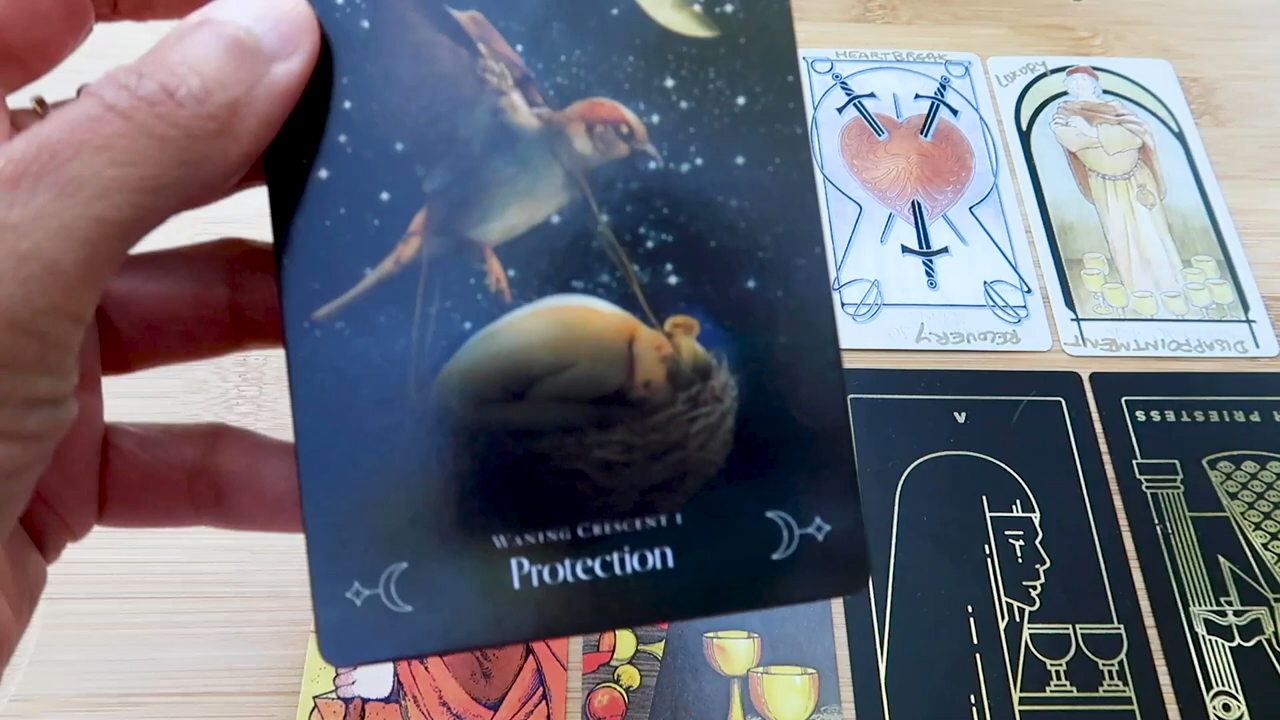 HEARTBREAK
LUXURY
RECOVERY
DISAPPOINTMENT
V
PRIESTESS
WANING CRESCENT I
Protection